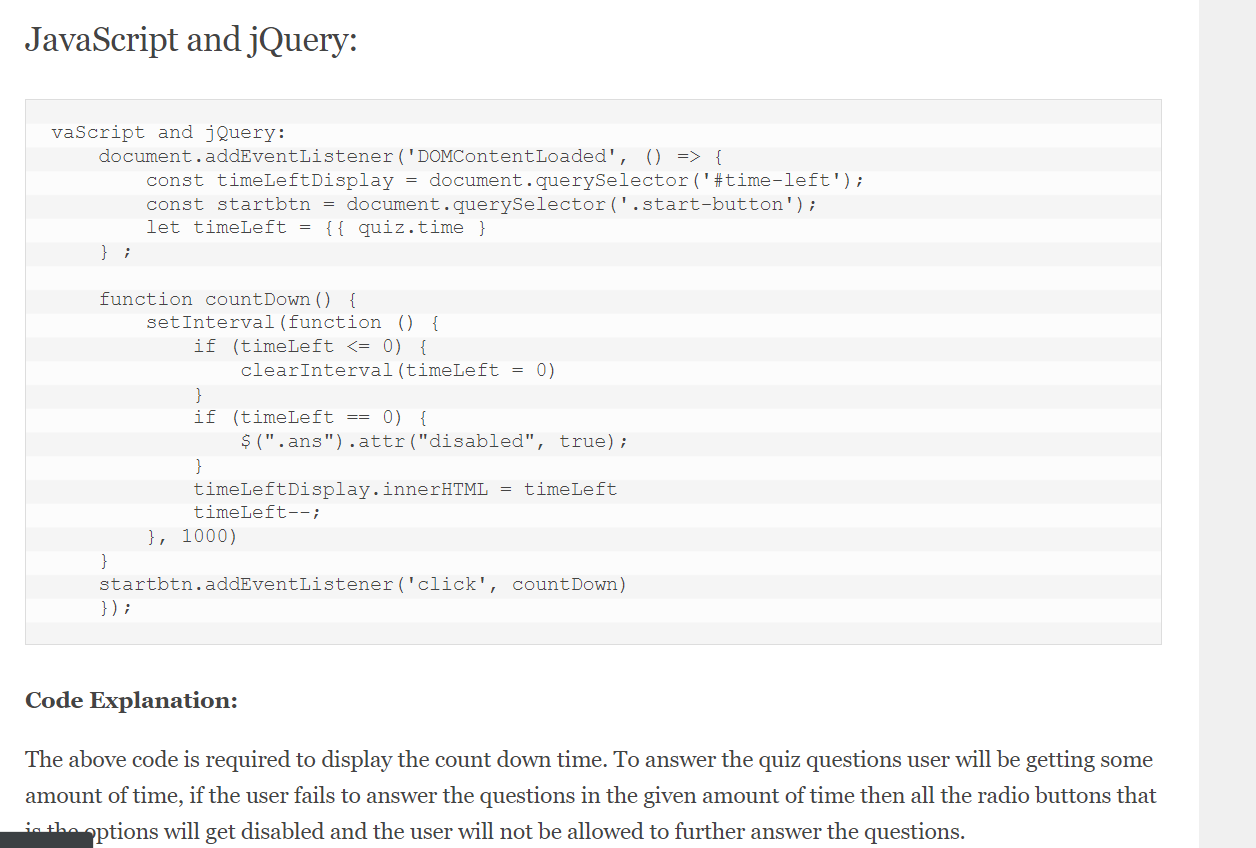 JavaScript and jQuery:
vaScript and jQuery:
    document.addEventListener('DOMContentLoaded', () => {
        const timeLeftDisplay = document.querySelector('#time-left');
        const startbtn = document.querySelector('.start-button');
        let timeLeft = {{ quiz.time }
    } ;
    function countDown() {
        setInterval(function () {
            if (timeLeft <= 0) {
                clearInterval(timeLeft = 0)
            }
            if (timeLeft == 0) {
                $(".ans").attr("disabled", true);
            }
            timeLeftDisplay.innerHTML = timeLeft
            timeLeft--;
        }, 1000)
    }
    startbtn.addEventListener('click', countDown)
    });
Code Explanation:
The above code is required to display the count down time. To answer the quiz questions user will be getting some
amount of time, if the user fails to answer the questions in the given amount of time then all the radio buttons that
is the options will get disabled and the user will not be allowed to further answer the questions.